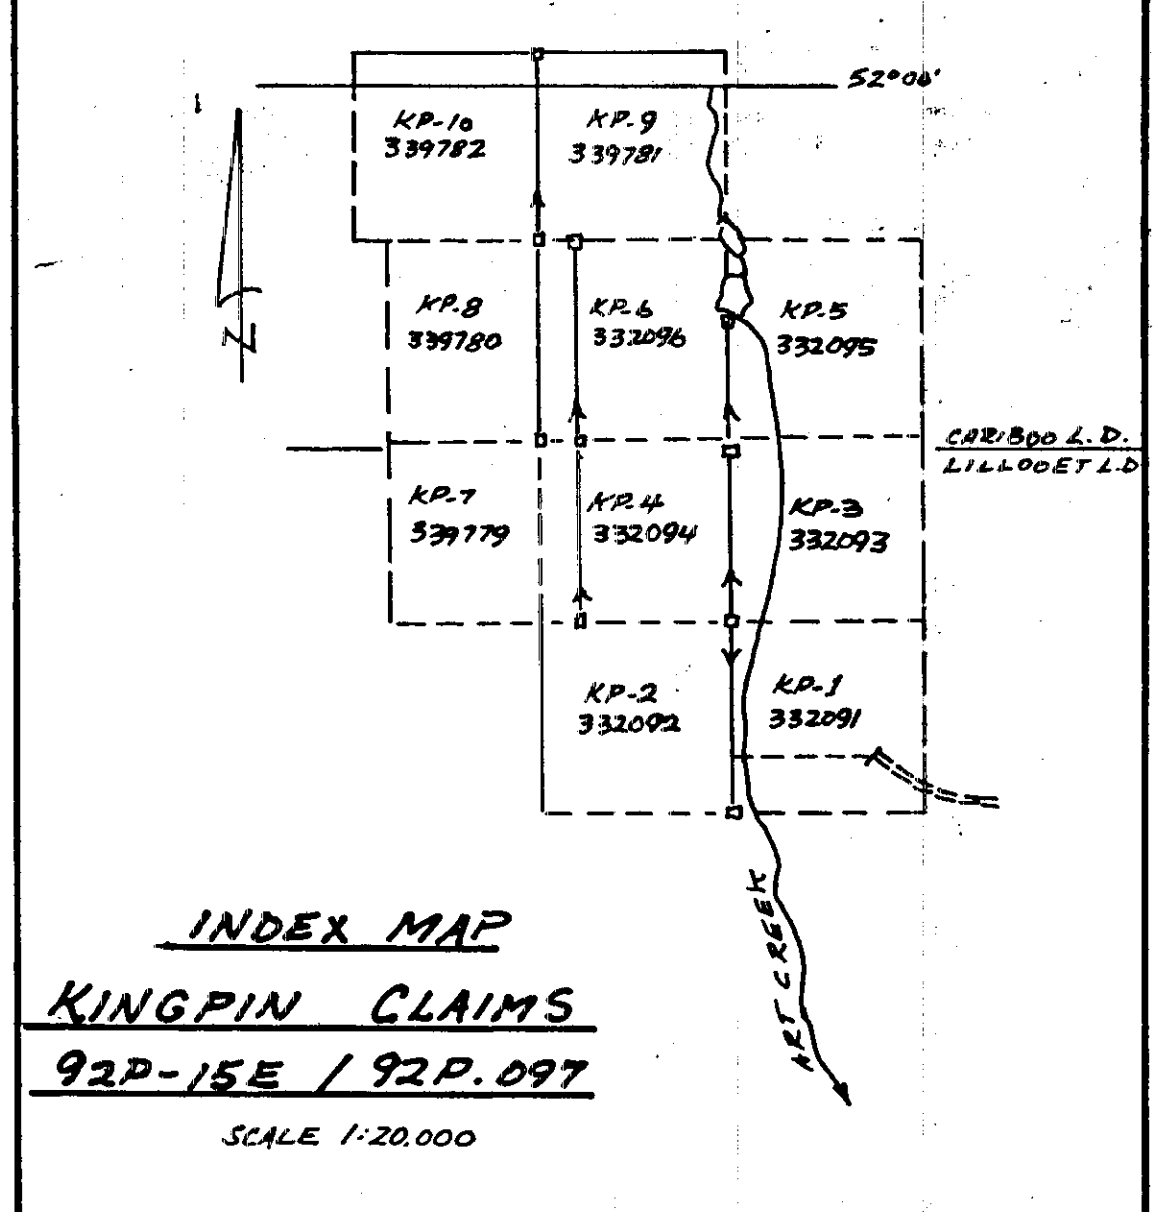 52°00'
KP-10
339782
KP-9
339781
N
KP-8
339780
KP-6
332096
KP-5
332095
CARIBOO L.D.
LILLOOET L.D
KP-7
339779
KP-4
332094
KP-3
332093
KP-2
332092
KP-1
332091
ART CREEK
INDEX MAP
KINGPIN CLAIMS
92P-15E / 92P.097
SCALE 1:20,000